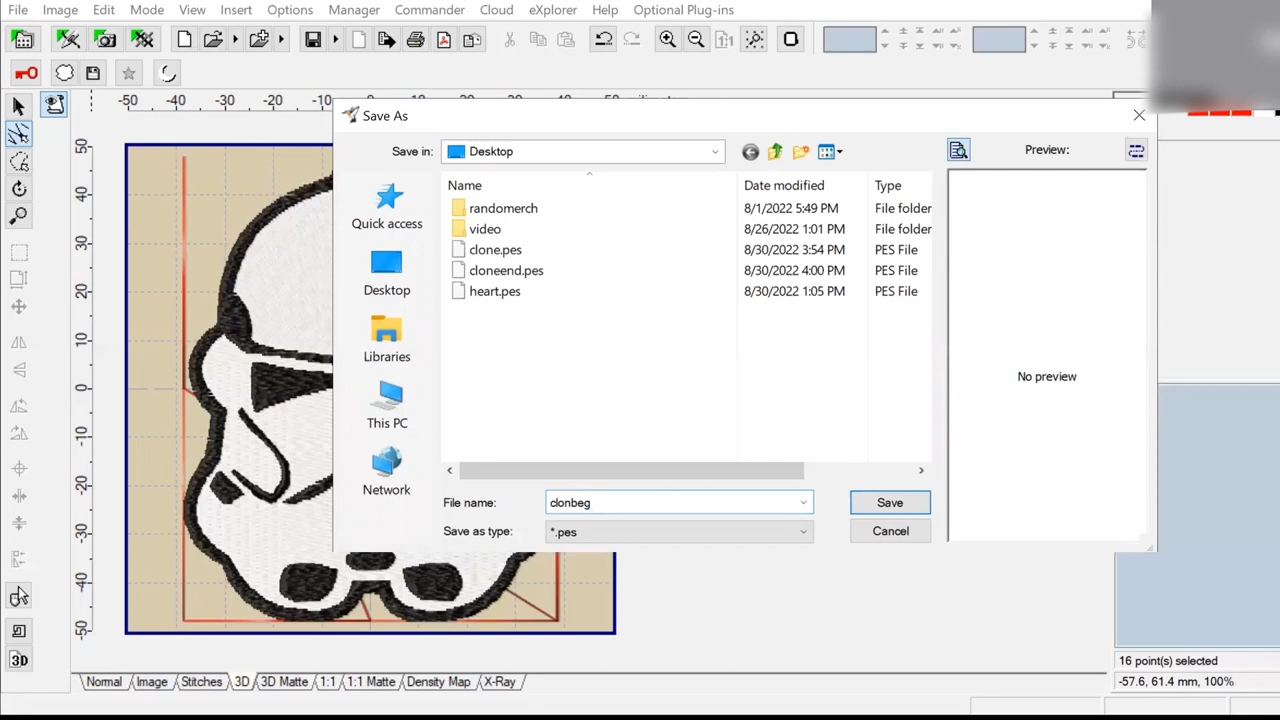 File Image Edit Mode View Insert Options Manager Commander Cloud eXplorer Help Optional Plug-ins
1:1
-50 -40 -30 -20 -10
Save As
50
Save in: Desktop Preview:
Name Date modified Type
40
Quick access
randomerch 8/1/2022 5:49 PM File folder
video 8/26/2022 1:01 PM File folder
30
clone.pes 8/30/2022 3:54 PM PES File
cloneend.pes 8/30/2022 4:00 PM PES File
20
Desktop
heart.pes 8/30/2022 1:05 PM PES File
10
Libraries
0
No preview
-10
This PC
-20
Network
File name: clonbeg Save
-30
Save as type: *.pes Cancel
-40
-50
3D
16 point(s) selected
Normal Image Stitches 3D 3D Matte 1:1 1:1 Matte Density Map X-Ray
-57.6, 61.4 mm, 100%